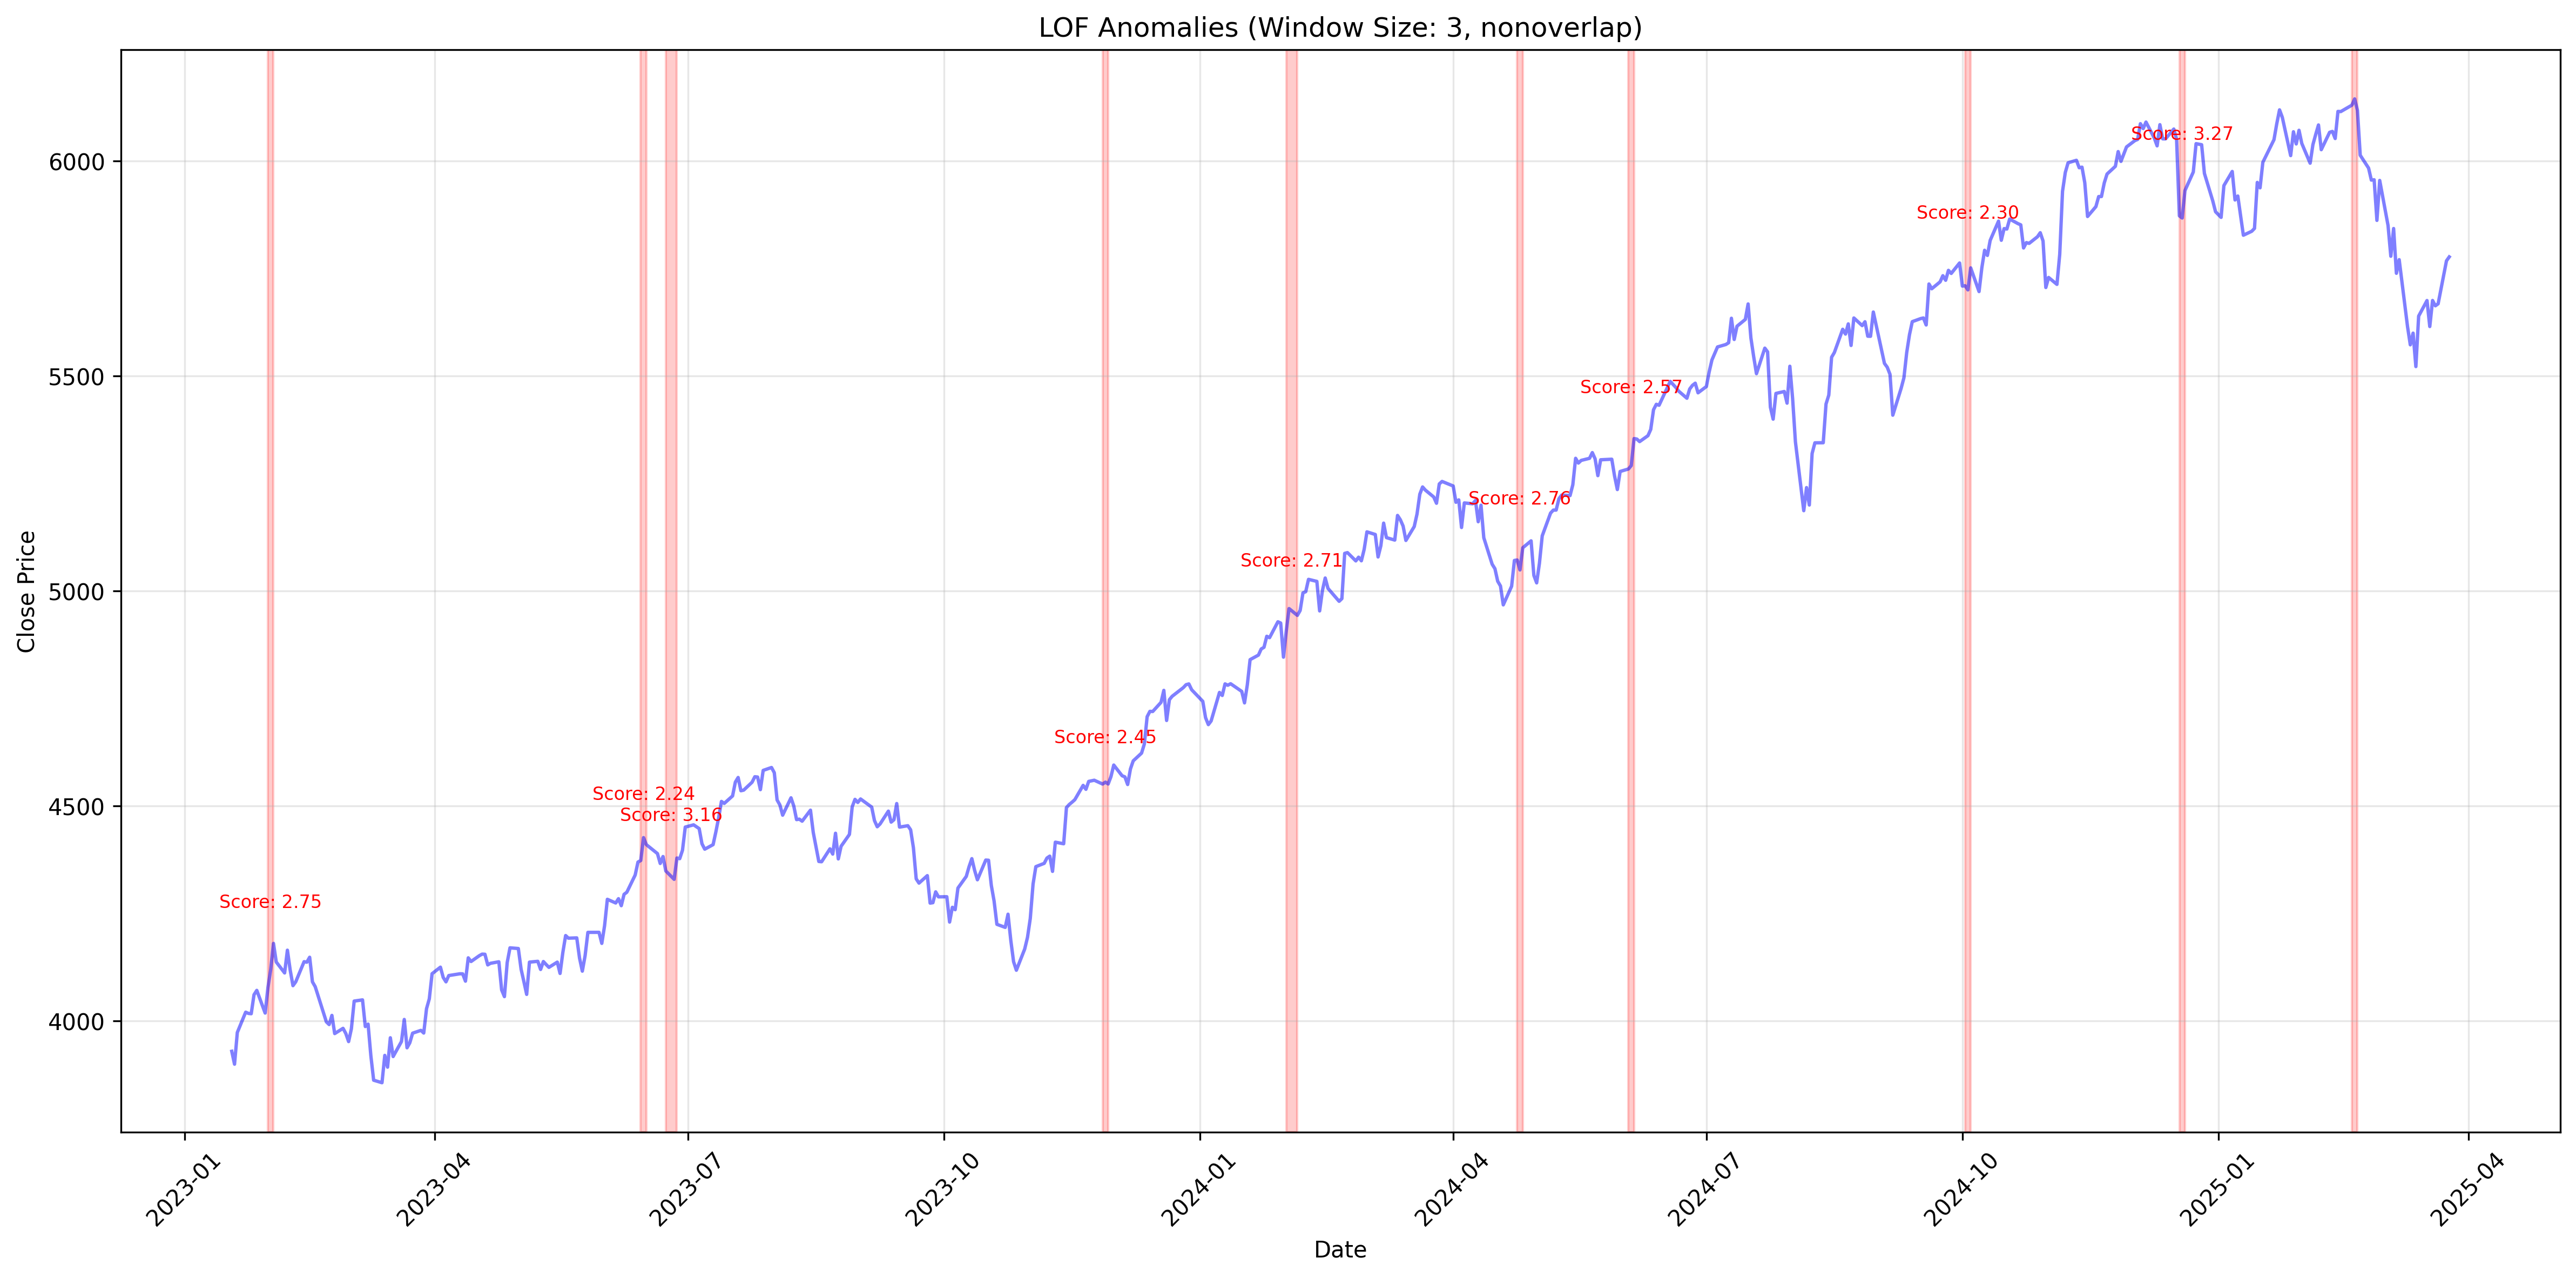 LOF Anomalies (Window Size: 3, nonoverlap)
Close Price
6000
5500
5000
4500
4000
Score: 3.27
Score: 2.30
Score: 2.57
Score: 2.76
Score: 2.71
Score: 2.45
Score: 2.24
Score: 3.16
Score: 2.75
2023-01
2023-04
2023-07
2023-10
2024-01
2024-04
2024-07
2024-10
2025-01
2025-04
Date